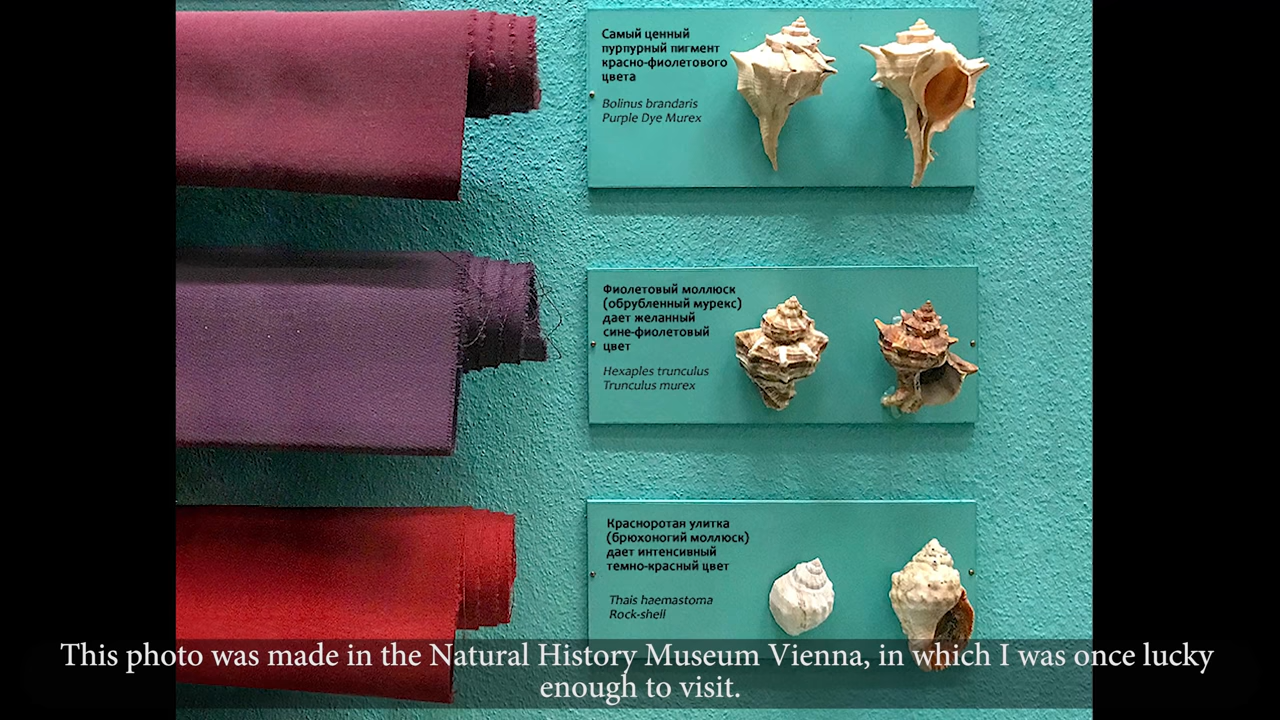 Самый ценный
пурпурный пигмент
красно-фиолетового
цвета
Bolinus brandaris
Purple Dye Murex
Фиолетовый моллюск
(обрубленный мурекс)
дает желанный
сине-фиолетовый
цвет
Hexaples trunculus
Trunculus murex
Красноротая улитка
(брюхоногий моллюск)
дает интенсивный
темно-красный цвет
Thais haemastoma
Rock-shell
This photo was made in the Natural History Museum Vienna, in which I was once lucky
enough to visit.